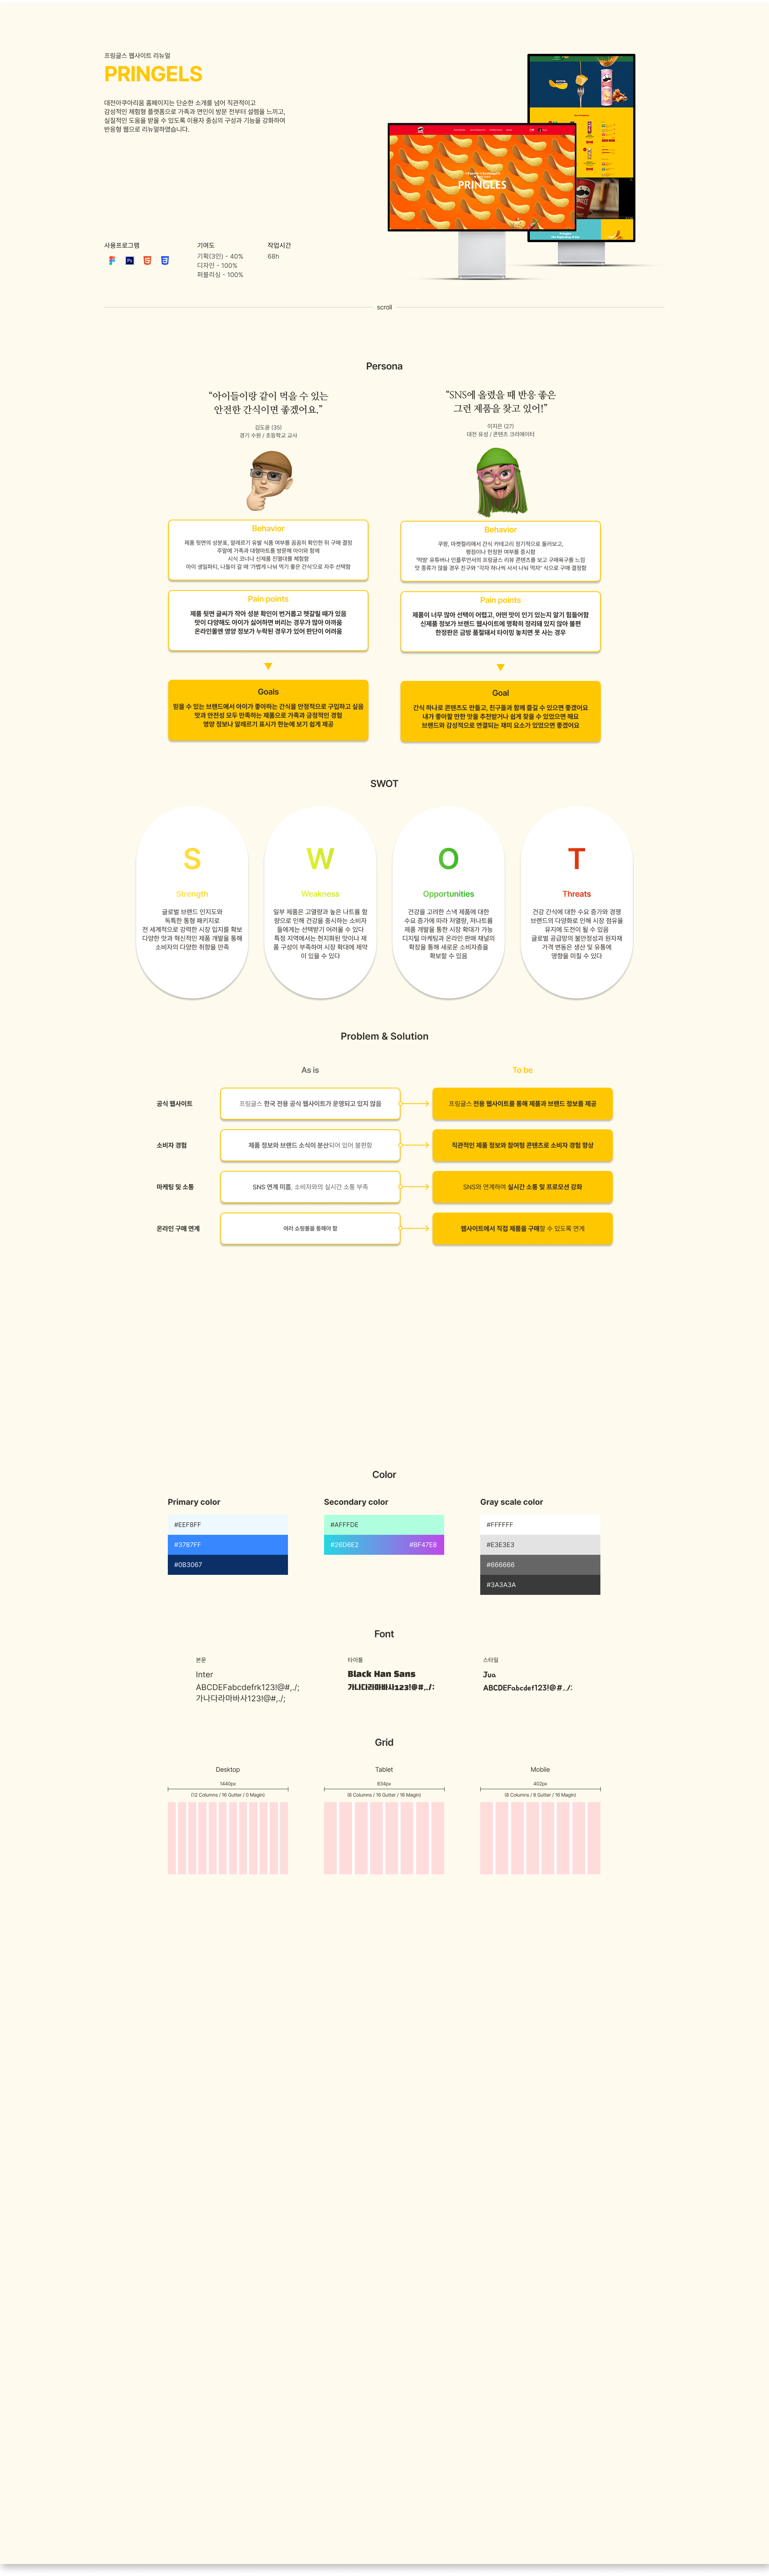 프링글스 웹사이트 리뉴얼
PRINGELS
대전아쿠아리움 홈페이지는 단순한 소개를 넘어 직관적이고
감성적인 체험형 플랫폼으로 가족과 연인이 방문 전부터 설렘을 느끼고,
실질적인 도움을 받을 수 있도록 이용자 중심의 구성과 기능을 강화하여
반응형 웹으로 리뉴얼하였습니다.
PRINGLES
사용프로그램
기여도
작업시간
Ps
기획(3인) - 40%
디자인 - 100%
퍼블리싱 - 100%
68h
scroll
Persona
“아이들이랑 같이 먹을 수 있는
안전한 간식이면 좋겠어요.”
김도윤 (35)
경기 수원 / 초등학교 교사
Behavior
제품 뒷면의 성분표, 알레르기 유발 식품 여부를 꼼꼼히 확인한 뒤 구매 결정
주말에 가족과 대형마트를 방문해 아이와 함께
시식 코너나 신제품 진열대를 체험함
아이 생일파티, 나들이 갈 때 '가볍게 나눠 먹기 좋은 간식'으로 자주 선택함
Pain points
제품 뒷면 글씨가 작아 성분 확인이 번거롭고 헷갈릴 때가 있음
맛이 다양해도 아이가 싫어하면 버리는 경우가 많아 아까움
온라인몰엔 영양 정보가 누락된 경우가 있어 판단이 어려움
Goals
믿을 수 있는 브랜드에서 아이가 좋아하는 간식을 안정적으로 구입하고 싶음
맛과 안전성 모두 만족하는 제품으로 가족과 긍정적인 경험
영양 정보나 알레르기 표시가 한눈에 보기 쉽게 제공
“SNS에 올렸을 때 반응 좋은
그런 제품을 찾고 있어!”
이지은 (27)
대전 유성 / 콘텐츠 크리에이터
Behavior
쿠팡, 마켓컬리에서 간식 카테고리 정기적으로 둘러보고,
평점이나 한정판 여부를 중시함
'먹방' 유튜버나 인플루언서의 프링글스 리뷰 콘텐츠를 보고 구매욕구를 느낌
맛 종류가 많을 경우 친구와 "각자 하나씩 사서 나눠 먹자" 식으로 구매 결정함
Pain points
제품이 너무 많아 선택이 어렵고, 어떤 맛이 인기 있는지 알기 힘들어함
신제품 정보가 브랜드 웹사이트에 명확히 정리돼 있지 않아 불편
한정판은 금방 품절돼서 타이밍 놓치면 못 사는 경우
Goal
간식 하나로 콘텐츠도 만들고, 친구들과 함께 즐길 수 있으면 좋겠어요
내가 좋아할 만한 맛을 추천받거나 쉽게 찾을 수 있었으면 해요
브랜드와 감성적으로 연결되는 재미 요소가 있었으면 좋겠어요
SWOT
S
Strength
글로벌 브랜드 인지도와
독특한 통형 패키지로
전 세계적으로 강력한 시장 입지를 확보
다양한 맛과 혁신적인 제품 개발을 통해
소비자의 다양한 취향을 만족
W
Weakness
일부 제품은 고열량과 높은 나트륨 함
량으로 인해 건강을 중시하는 소비자
들에게는 선택받기 어려울 수 있다
특정 지역에서는 현지화된 맛이나 제
품 구성이 부족하여 시장 확대에 제약
이 있을 수 있다
O
Opportunities
건강을 고려한 스낵 제품에 대한
수요 증가에 따라 저열량, 저나트륨
제품 개발을 통한 시장 확대가 가능
디지털 마케팅과 온라인 판매 채널의
확장을 통해 새로운 소비자층을
확보할 수 있음
T
Threats
건강 간식에 대한 수요 증가와 경쟁
브랜드의 다양화로 인해 시장 점유율
유지에 도전이 될 수 있음
글로벌 공급망의 불안정성과 원자재
가격 변동은 생산 및 유통에
영향을 미칠 수 있다
Problem & Solution
As is
To be
공식 웹사이트
프링글스 한국 전용 공식 웹사이트가 운영되고 있지 않음
프링글스 전용 웹사이트를 통해 제품과 브랜드 정보를 제공
소비자 경험
제품 정보와 브랜드 소식이 분산되어 있어 불편함
직관적인 제품 정보와 참여형 콘텐츠로 소비자 경험 향상
마케팅 및 소통
SNS 연계 미흡, 소비자와의 실시간 소통 부족
SNS와 연계하여 실시간 소통 및 프로모션 강화
온라인 구매 연계
여러 쇼핑몰을 통해야 함
웹사이트에서 직접 제품을 구매할 수 있도록 연계
Color
Primary color
#EEF8FF
#3787FF
#0B3067
Secondary color
#AFFFDE
#26D6E2
#BF47E8
Gray scale color
#FFFFFF
#E3E3E3
#666666
#3A3A3A
Font
본문
Inter
ABCDEFabcdefrk123!@#,./;
가나다라마바사123!@#,./;
타이틀
Black Han Sans
가나다라마바사123!@#,./;
스타일
Jua
ABCDEFabcdef123!@#,./;
Grid
Desktop
1440px
(12 Columns / 16 Gutter / 0 Magin)
Tablet
834px
(8 Columns / 16 Gutter / 16 Magin)
Moblie
402px
(8 Columns / 8 Gutter / 16 Magin)